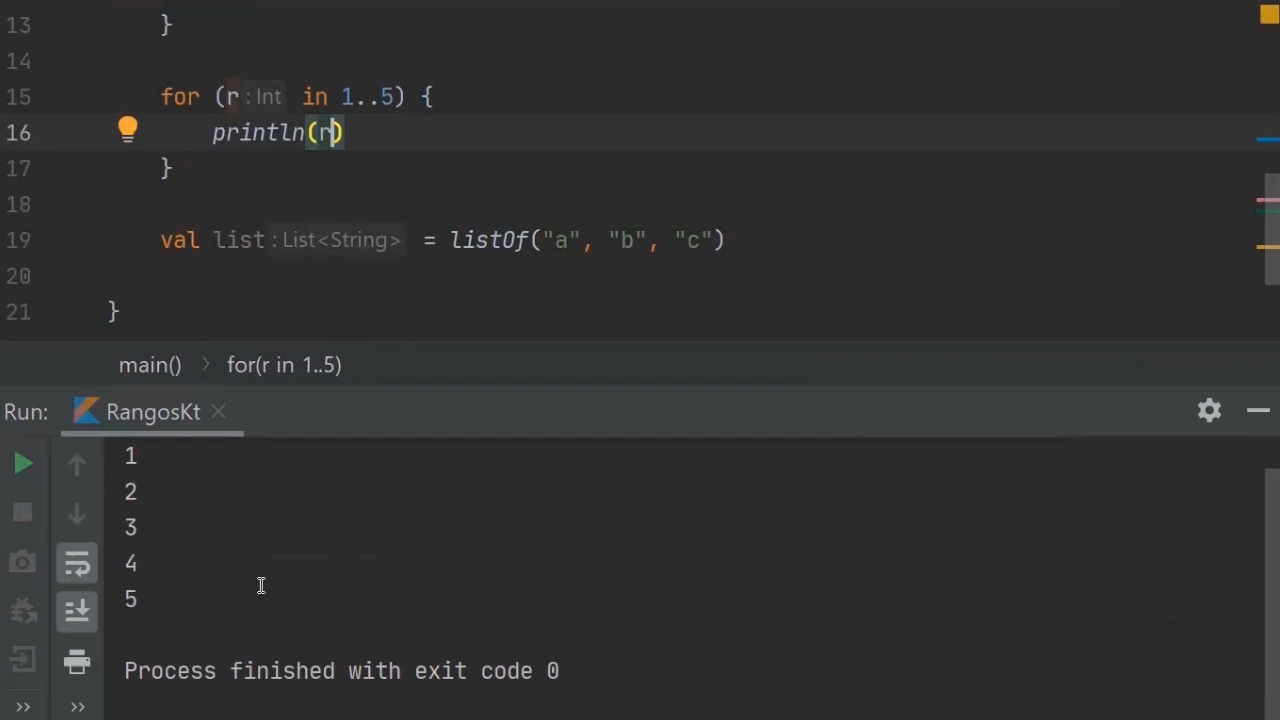 13 }
14
15 for (r : Int in 1..5) {
16 println(r)
17 }
18
19 val list : List<String> = listOf("a", "b", "c")
20
21 }
main() > for(r in 1..5)
Run: RangosKt ×
1
2
3
4
5
Process finished with exit code 0